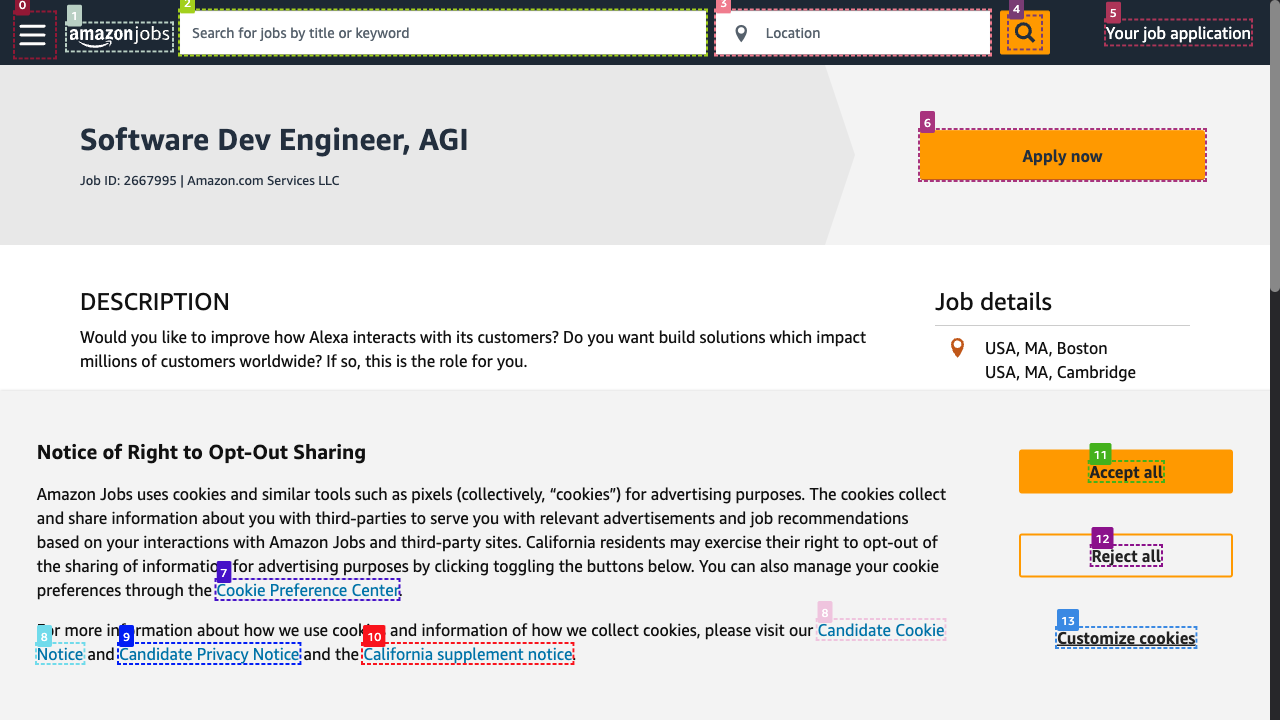 0
1
2
3
4
5
amazonjobs
Search for jobs by title or keyword
Location
Your job application
Software Dev Engineer, AGI
Job ID: 2667995 | Amazon.com Services LLC
6
Apply now
DESCRIPTION
Would you like to improve how Alexa interacts with its customers? Do you want build solutions which impact
millions of customers worldwide? If so, this is the role for you.
Job details
USA, MA, Boston
USA, MA, Cambridge
Notice of Right to Opt-Out Sharing
Amazon Jobs uses cookies and similar tools such as pixels (collectively, “cookies”) for advertising purposes. The cookies collect
and share information about you with third-parties to serve you with relevant advertisements and job recommendations
based on your interactions with Amazon Jobs and third-party sites. California residents may exercise their right to opt-out of
the sharing of information for advertising purposes by clicking toggling the buttons below. You can also manage your cookie
7
preferences through the Cookie Preference Center.
8
For more information about how we use cookies and information of how we collect cookies, please visit our Candidate Cookie
8
9
10
Notice and Candidate Privacy Notice and the California supplement notice.
11
Accept all
12
Reject all
13
Customize cookies